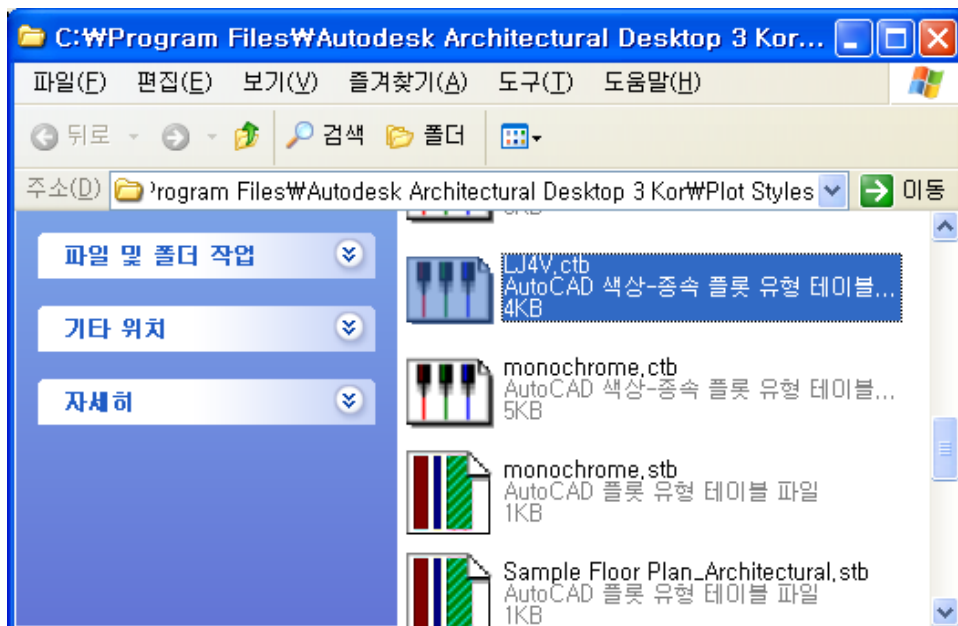 C:₩Program Files₩Autodesk Architectural Desktop 3 Kor...
파일(F) 편집(E) 보기(V) 즐겨찾기(A) 도구(T) 도움말(H)
뒤로 검색 폴더
주소(D) Program Files₩Autodesk Architectural Desktop 3 Kor₩Plot Styles 이동
파일 및 폴더 작업
기타 위치
자세히
LJ4V.ctb
AutoCAD 색상-종속 플롯 유형 테이블...
4KB
monochrome.ctb
AutoCAD 색상-종속 플롯 유형 테이블...
5KB
monochrome.stb
AutoCAD 플롯 유형 테이블 파일
1KB
Sample Floor Plan_Architectural.stb
AutoCAD 플롯 유형 테이블 파일
1KB